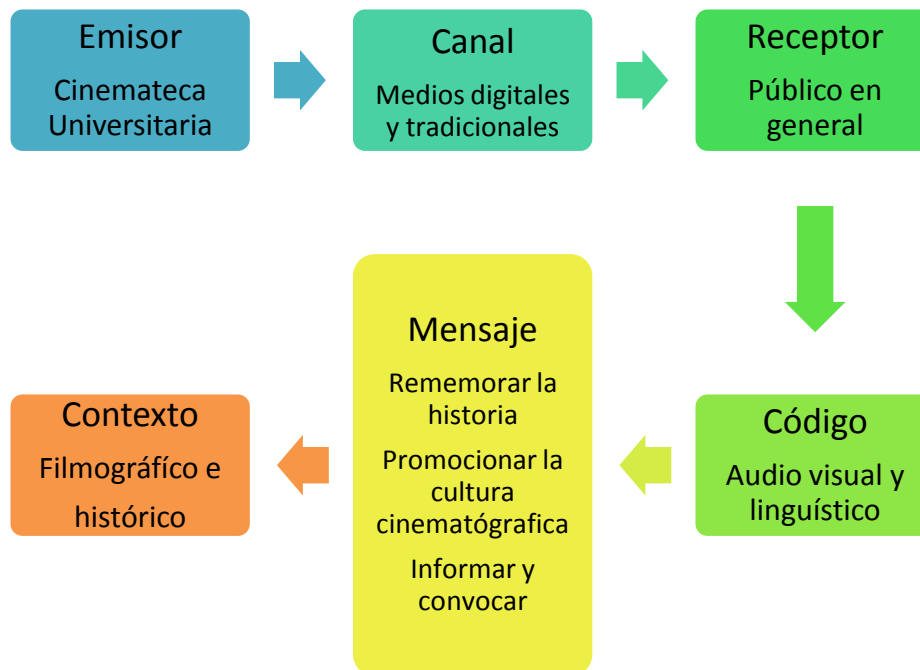 Emisor
Cinemateca
Universitaria
Canal
Medios digitales
y tradicionales
Receptor
Público en
general
Código
Audio visual y
linguístico
Mensaje
Rememorar la
historia
Promocionar la
cultura
cinematógrafica
Informar y
convocar
Contexto
Filmográfíco e
histórico